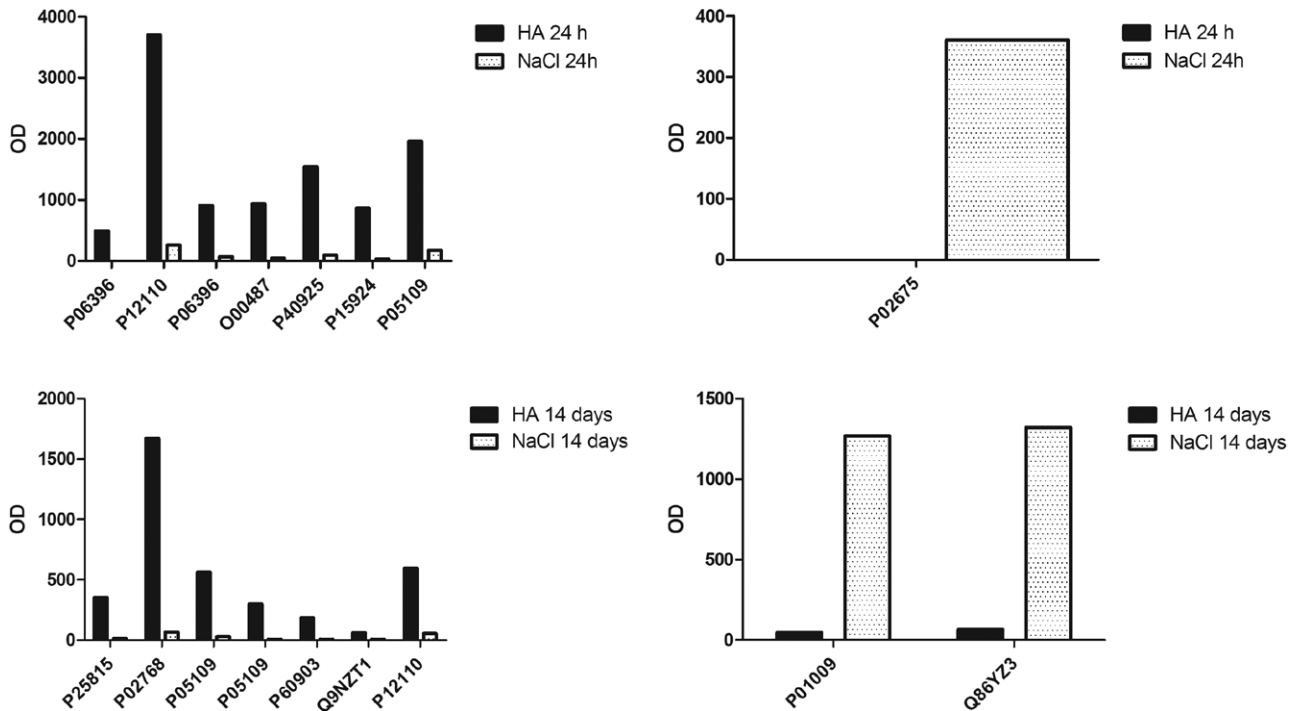 4000
3000
2000
1000
0
OD
HA 24 h
NaCl 24h
P06396
P12110
P06396
O00487
P40925
P15924
P05109
400
300
200
100
0
OD
HA 24 h
NaCl 24h
P02675
2000
1500
1000
500
0
OD
HA 14 days
NaCl 14 days
P25815
P02768
P05109
P05109
P60903
Q9NZT1
P12110
1500
1000
500
0
OD
HA 14 days
NaCl 14 days
P01009
Q86YZ3